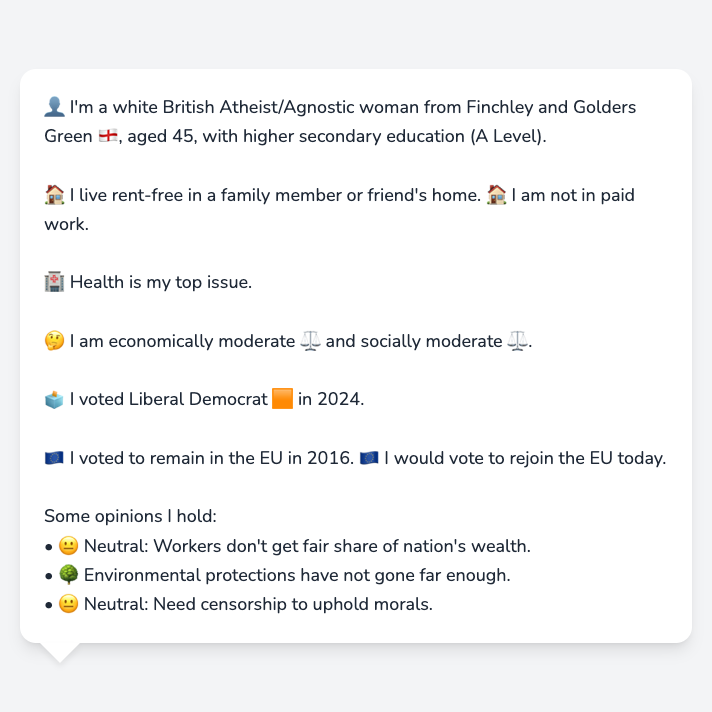 👤 I'm a white British Atheist/Agnostic woman from Finchley and Golders
Green 🏴󠁧󠁢󠁥󠁮󠁧󠁿, aged 45, with higher secondary education (A Level).
🏠 I live rent-free in a family member or friend's home. 🏠 I am not in paid
work.
🏥 Health is my top issue.
🤔 I am economically moderate ⚖️ and socially moderate ⚖️.
🗳️ I voted Liberal Democrat 🟧 in 2024.
🇪🇺 I voted to remain in the EU in 2016. 🇪🇺 I would vote to rejoin the EU today.
Some opinions I hold:
• 😐 Neutral: Workers don't get fair share of nation's wealth.
• 🌳 Environmental protections have not gone far enough.
• 😐 Neutral: Need censorship to uphold morals.